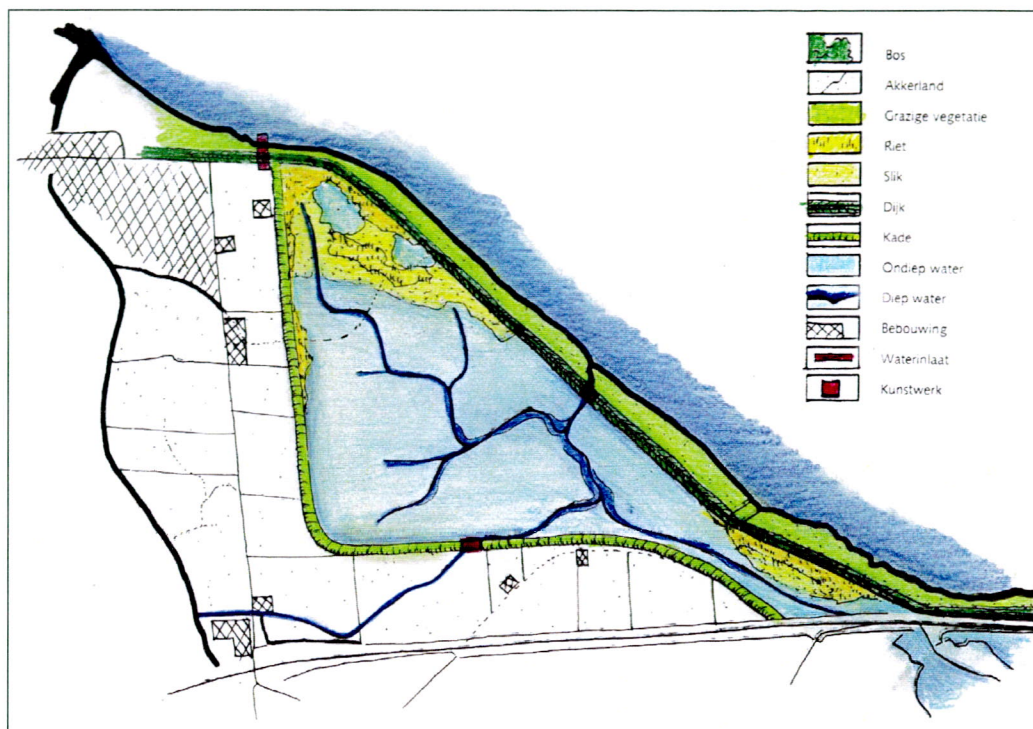 Bos
Akkerland
Grazige vegetatie
Riet
Slik
Dijk
Kade
Ondiep water
Diep water
Bebouwing
Waterinlaat
Kunstwerk